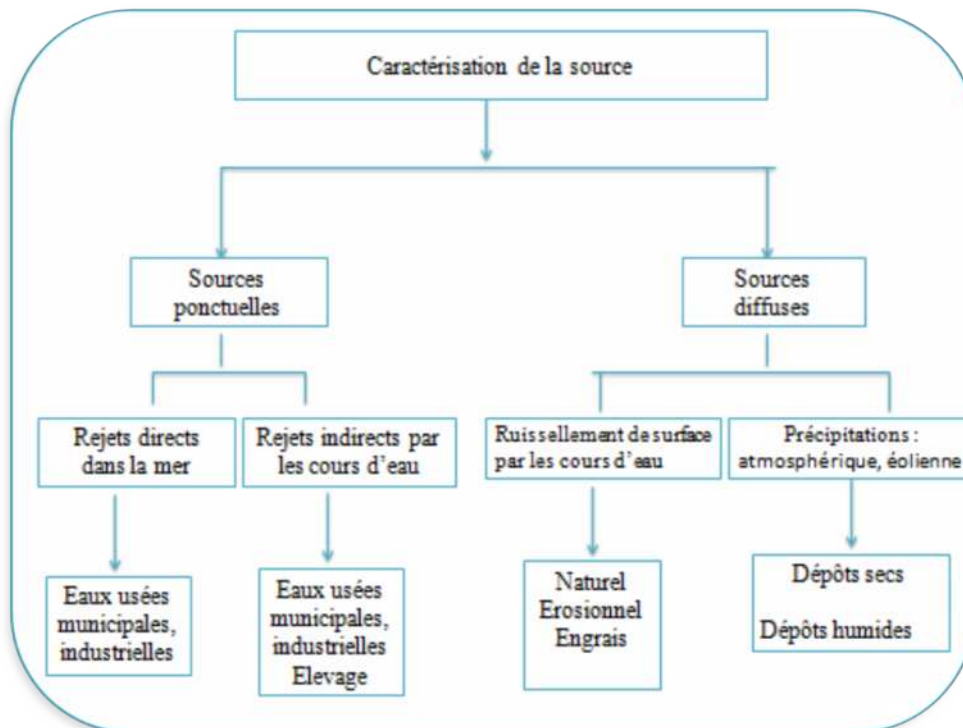 Caractérisation de la source
Sources
ponctuelles
Sources
diffuses
Rejets directs
dans la mer
Rejets indirects par
les cours d'eau
Ruissellement de surface
par les cours d'eau
Précipitations :
atmosphérique, éolienne
Eaux usées
municipales,
industrielles
Eaux usées
municipales,
industrielles
Elevage
Naturel
Erosionnel
Engrais
Dépôts secs
Dépôts humides